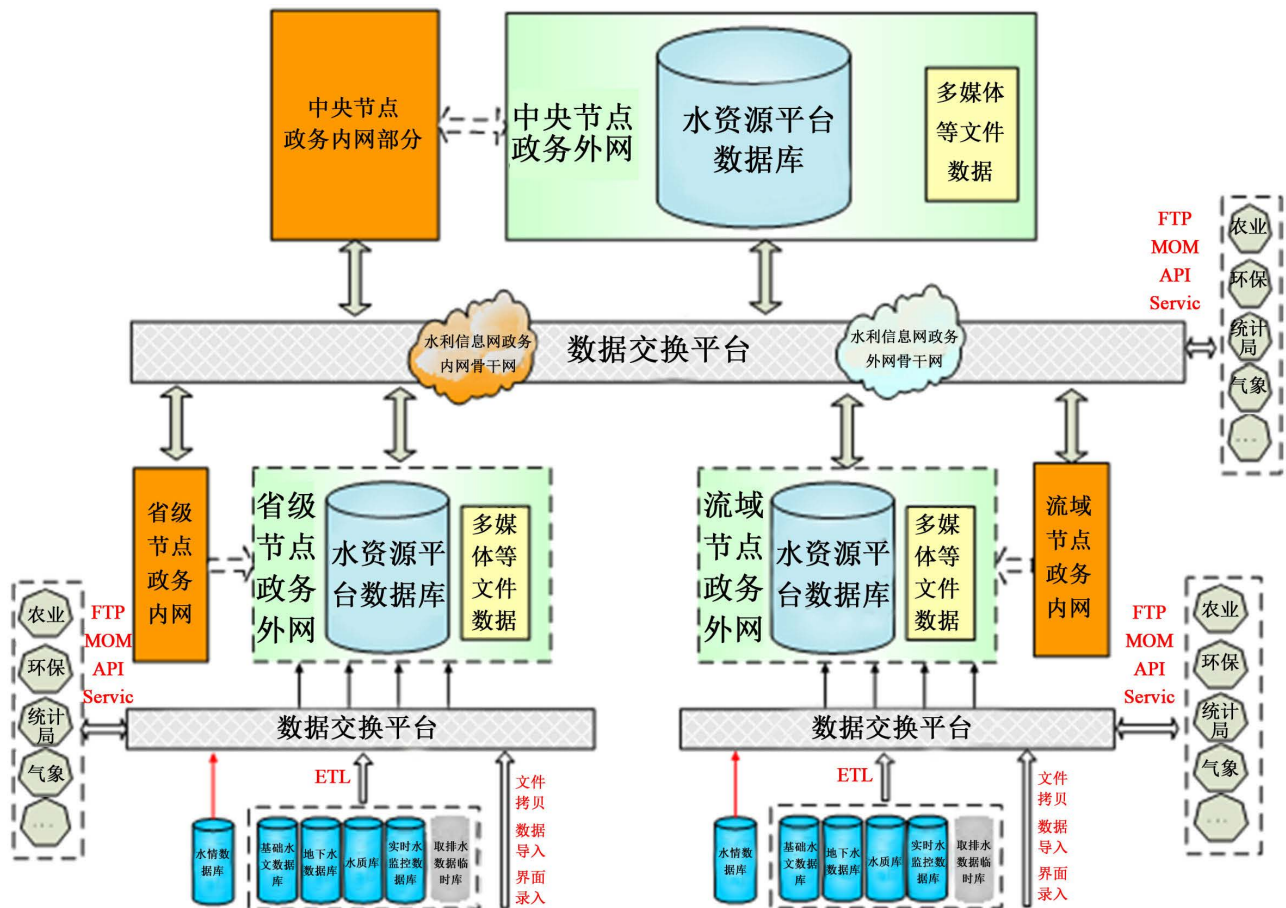 中央节点
政务内网部分
中央节点
政务外网
水资源平台
数据库
多媒体
等文件
数据
FTP
MOM
API
Servic
农业
环保
统计
局
气象
...
水利信息网政务
内网骨干网
数据交换平台
水利信息网政务
外网骨干网
省级
节点
政务
内网
省级
节点
政务
外网
水资源平
台数据库
多媒
体等
文件
数据
流域
节点
政务
外网
水资源平
台数据库
多媒
体等
文件
数据
流域
节点
政务
内网
农业
环保
统计
局
气象
...
FTP
MOM
API
Servic
FTP
MOM
API
Servic
农业
环保
统计
局
气象
...
数据交换平台
数据交换平台
ETL
文件
拷贝
数据
导入
界面
录入
水情数
据库
基础水
文数据
库
地下水
数据库
水质库
实时水
监控数
据库
取排水
数据临
时库
ETL
文件
拷贝
数据
导入
界面
录入
水情数
据库
基础水
文数据
库
地下水
数据库
水质库
实时水
监控数
据库
取排水
数据临
时库